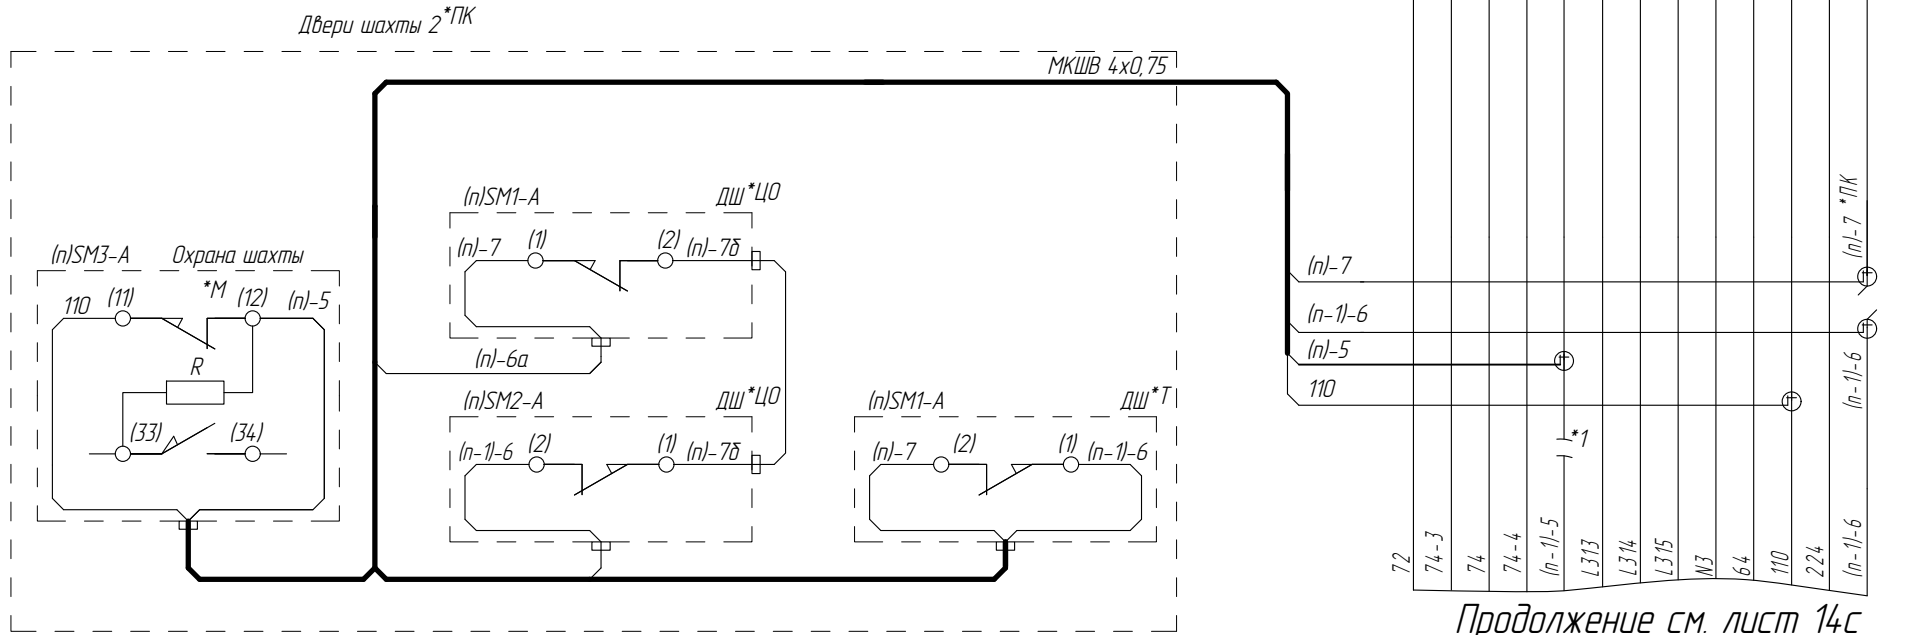 Двери шахты 2*ПК
МКШВ 4х0,75
(п)SM1-А ДШ*ЦО
(п)-7 (1) (2) (п)-7б
(п)SM3-А Охрана шахты
110 (11) *М (12) (п)-5
R
(33) (34)
(п)-6а
(п)SM2-А ДШ*ЦО
(п-1)-6 (2) (1) (п)-7б
(п)SM1-А ДШ*Т
(п)-7 (2) (1) (п-1)-6
(п)-7
(п-1)-6
(п)-5
110
*1
(п)-7 *ПК
(п-1)-6
72
74-3
74
74-4
(п-1)-5
L313
L314
L315
N3
64
110
224
(п-1)-6
Продолжение см. лист 14с